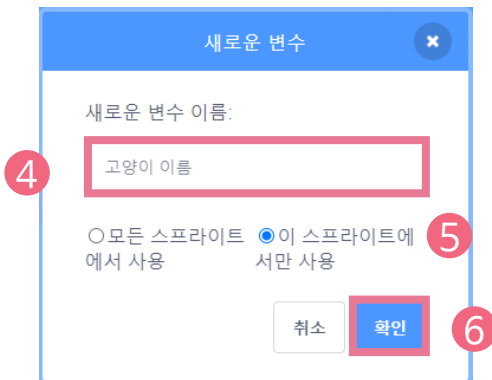 새로운 변수
새로운 변수 이름:
4
고양이 이름
모든 스프라이트
에서 사용
이 스프라이트에
서만 사용
5
취소
확인
6